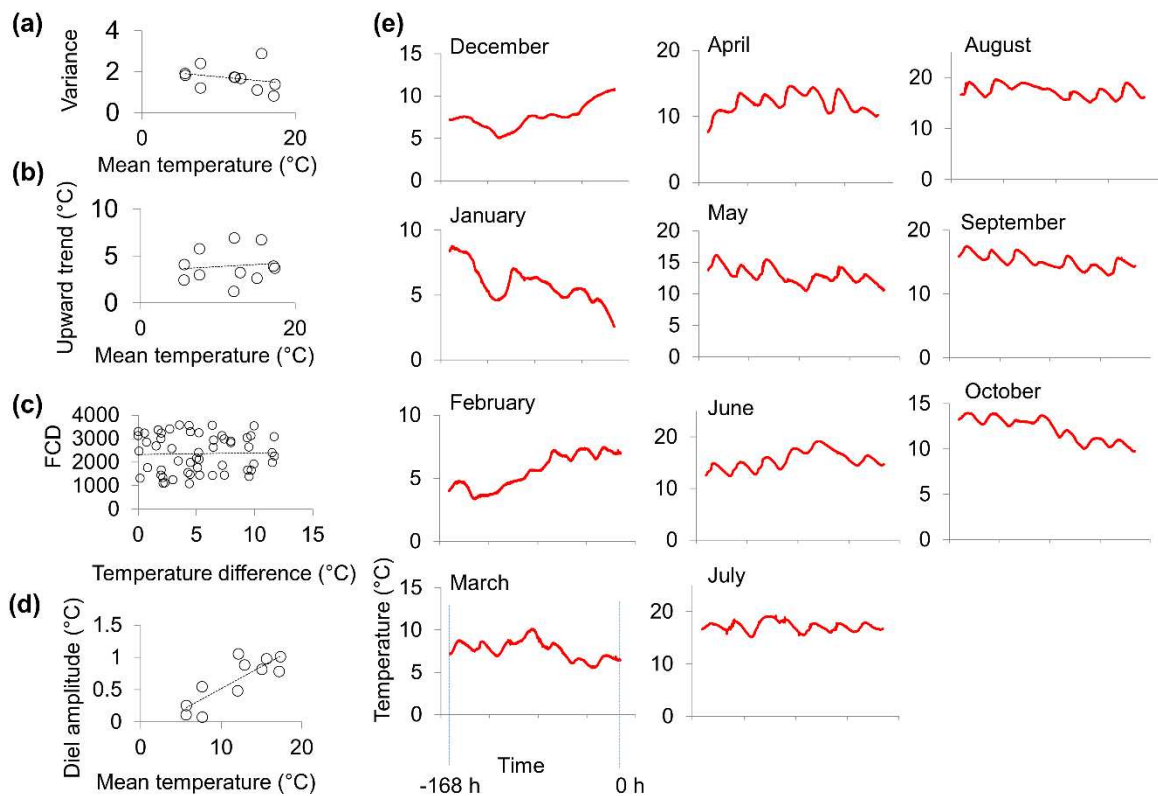 (a)
Variance
4
2
0
0
20
Mean temperature (°C)
(b)
Upward trend (°C)
10
5
0
0
20
Mean temperature (°C)
(c)
FCD
4000
3000
2000
1000
0
0
5
10
15
Temperature difference (°C)
(d)
Diel amplitude (°C)
1.5
1
0.5
0
0
10
20
Mean temperature (°C)
(e)
December
15
10
5
0
April
20
10
0
August
20
10
0
January
10
5
0
May
20
15
10
5
0
September
20
15
10
5
0
February
10
5
0
June
20
10
0
October
15
10
5
0
March
Temperature (°C)
15
10
5
0
Time
-168 h
0 h
July
20
10
0